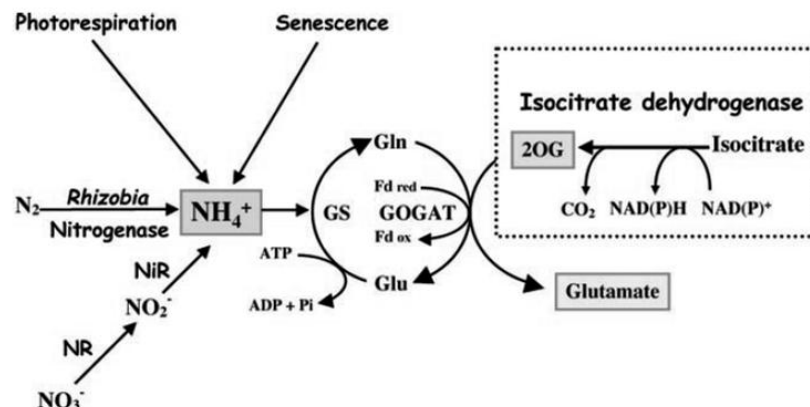 Photorespiration
Senescence
Isocitrate dehydrogenase
2OG
Isocitrate
CO₂
NAD(P)H
NAD(P)⁺
Gln
Fd red
GS
GOGAT
Fd ox
Glu
N₂
Rhizobia
Nitrogenase
NH₄⁺
ATP
ADP + Pi
Glutamate
NiR
NO₂⁻
NR
NO₃⁻